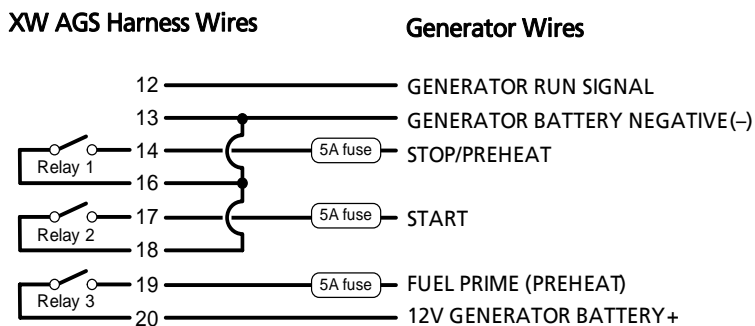 XW AGS Harness Wires Generator Wires
12 GENERATOR RUN SIGNAL
13 GENERATOR BATTERY NEGATIVE(–)
14 5A fuse STOP/PREHEAT
Relay 1
16
17 5A fuse START
Relay 2
18
19 5A fuse FUEL PRIME (PREHEAT)
Relay 3
20 12V GENERATOR BATTERY+